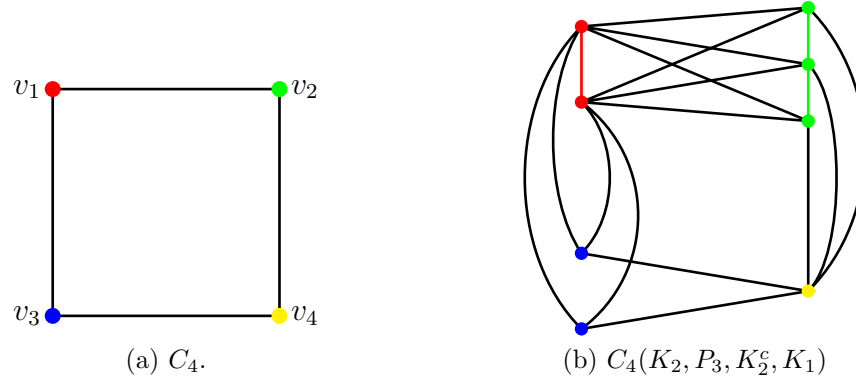 v₁ v₂
v₃ v₄
(a) C₄.
(b) C₄(K₂, P₃, K₂ᶜ, K₁)